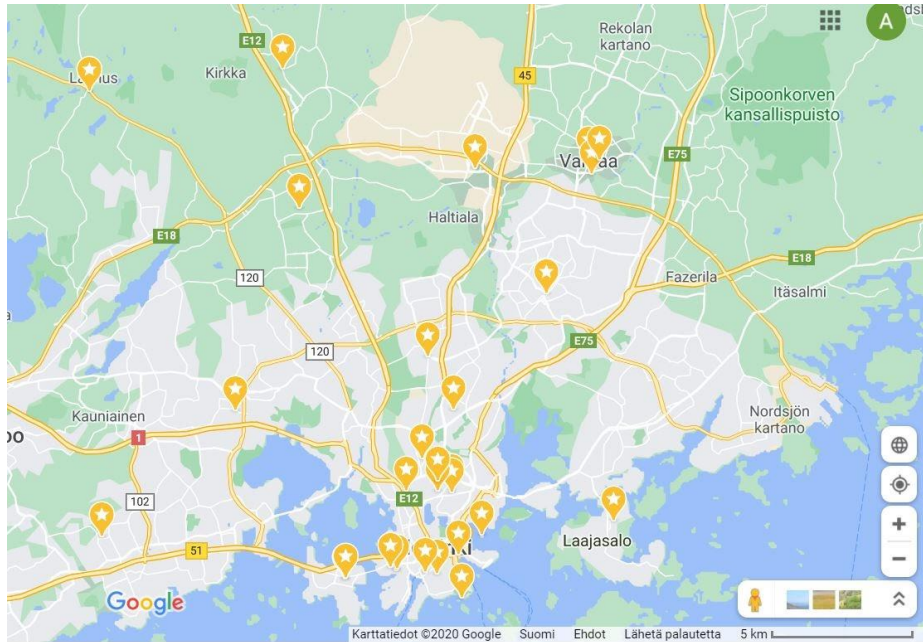 E12
Kirkka
45
Rekolan
kartano
A
Sipoonkorven
kansallispuisto
E75
Haltiala
E18
120
Fazerila
E18
Itäsalmi
E75
120
Kauniainen
1
Nordsjön
kartano
102
E12
51
Laajasalo
Google
Karttatiedot ©2020 Google Suomi Ehdot Lähetä palautetta 5 km